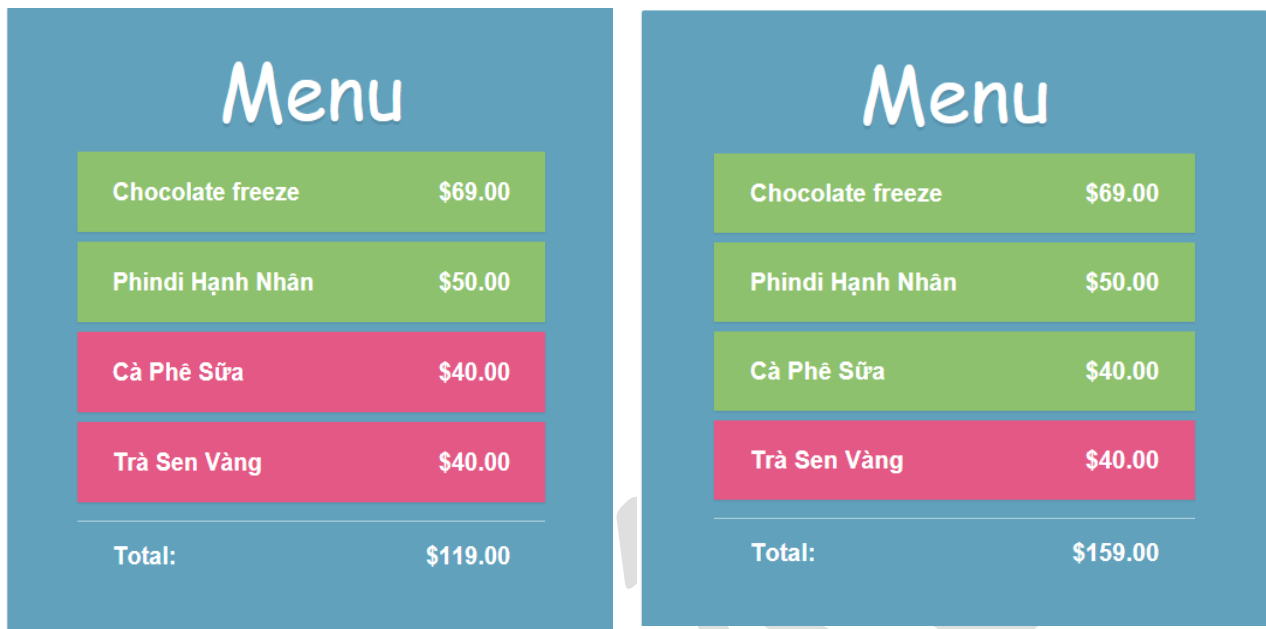 Menu
Chocolate freeze $69.00
Phindi Hạnh Nhân $50.00
Cà Phê Sữa $40.00
Trà Sen Vàng $40.00
Total: $119.00
Menu
Chocolate freeze $69.00
Phindi Hạnh Nhân $50.00
Cà Phê Sữa $40.00
Trà Sen Vàng $40.00
Total: $159.00